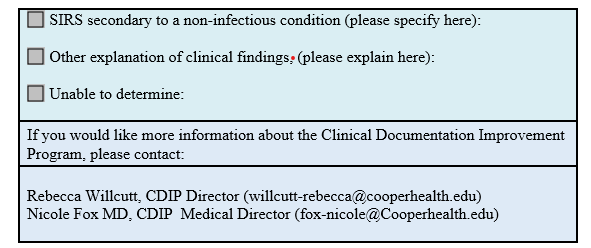 SIRS secondary to a non-infectious condition (please specify here):
Other explanation of clinical findings, (please explain here):
Unable to determine:
If you would like more information about the Clinical Documentation Improvement
Program, please contact:
Rebecca Willcutt, CDIP Director (willcutt-rebecca@cooperhealth.edu)
Nicole Fox MD, CDIP Medical Director (fox-nicole@Cooperhealth.edu)